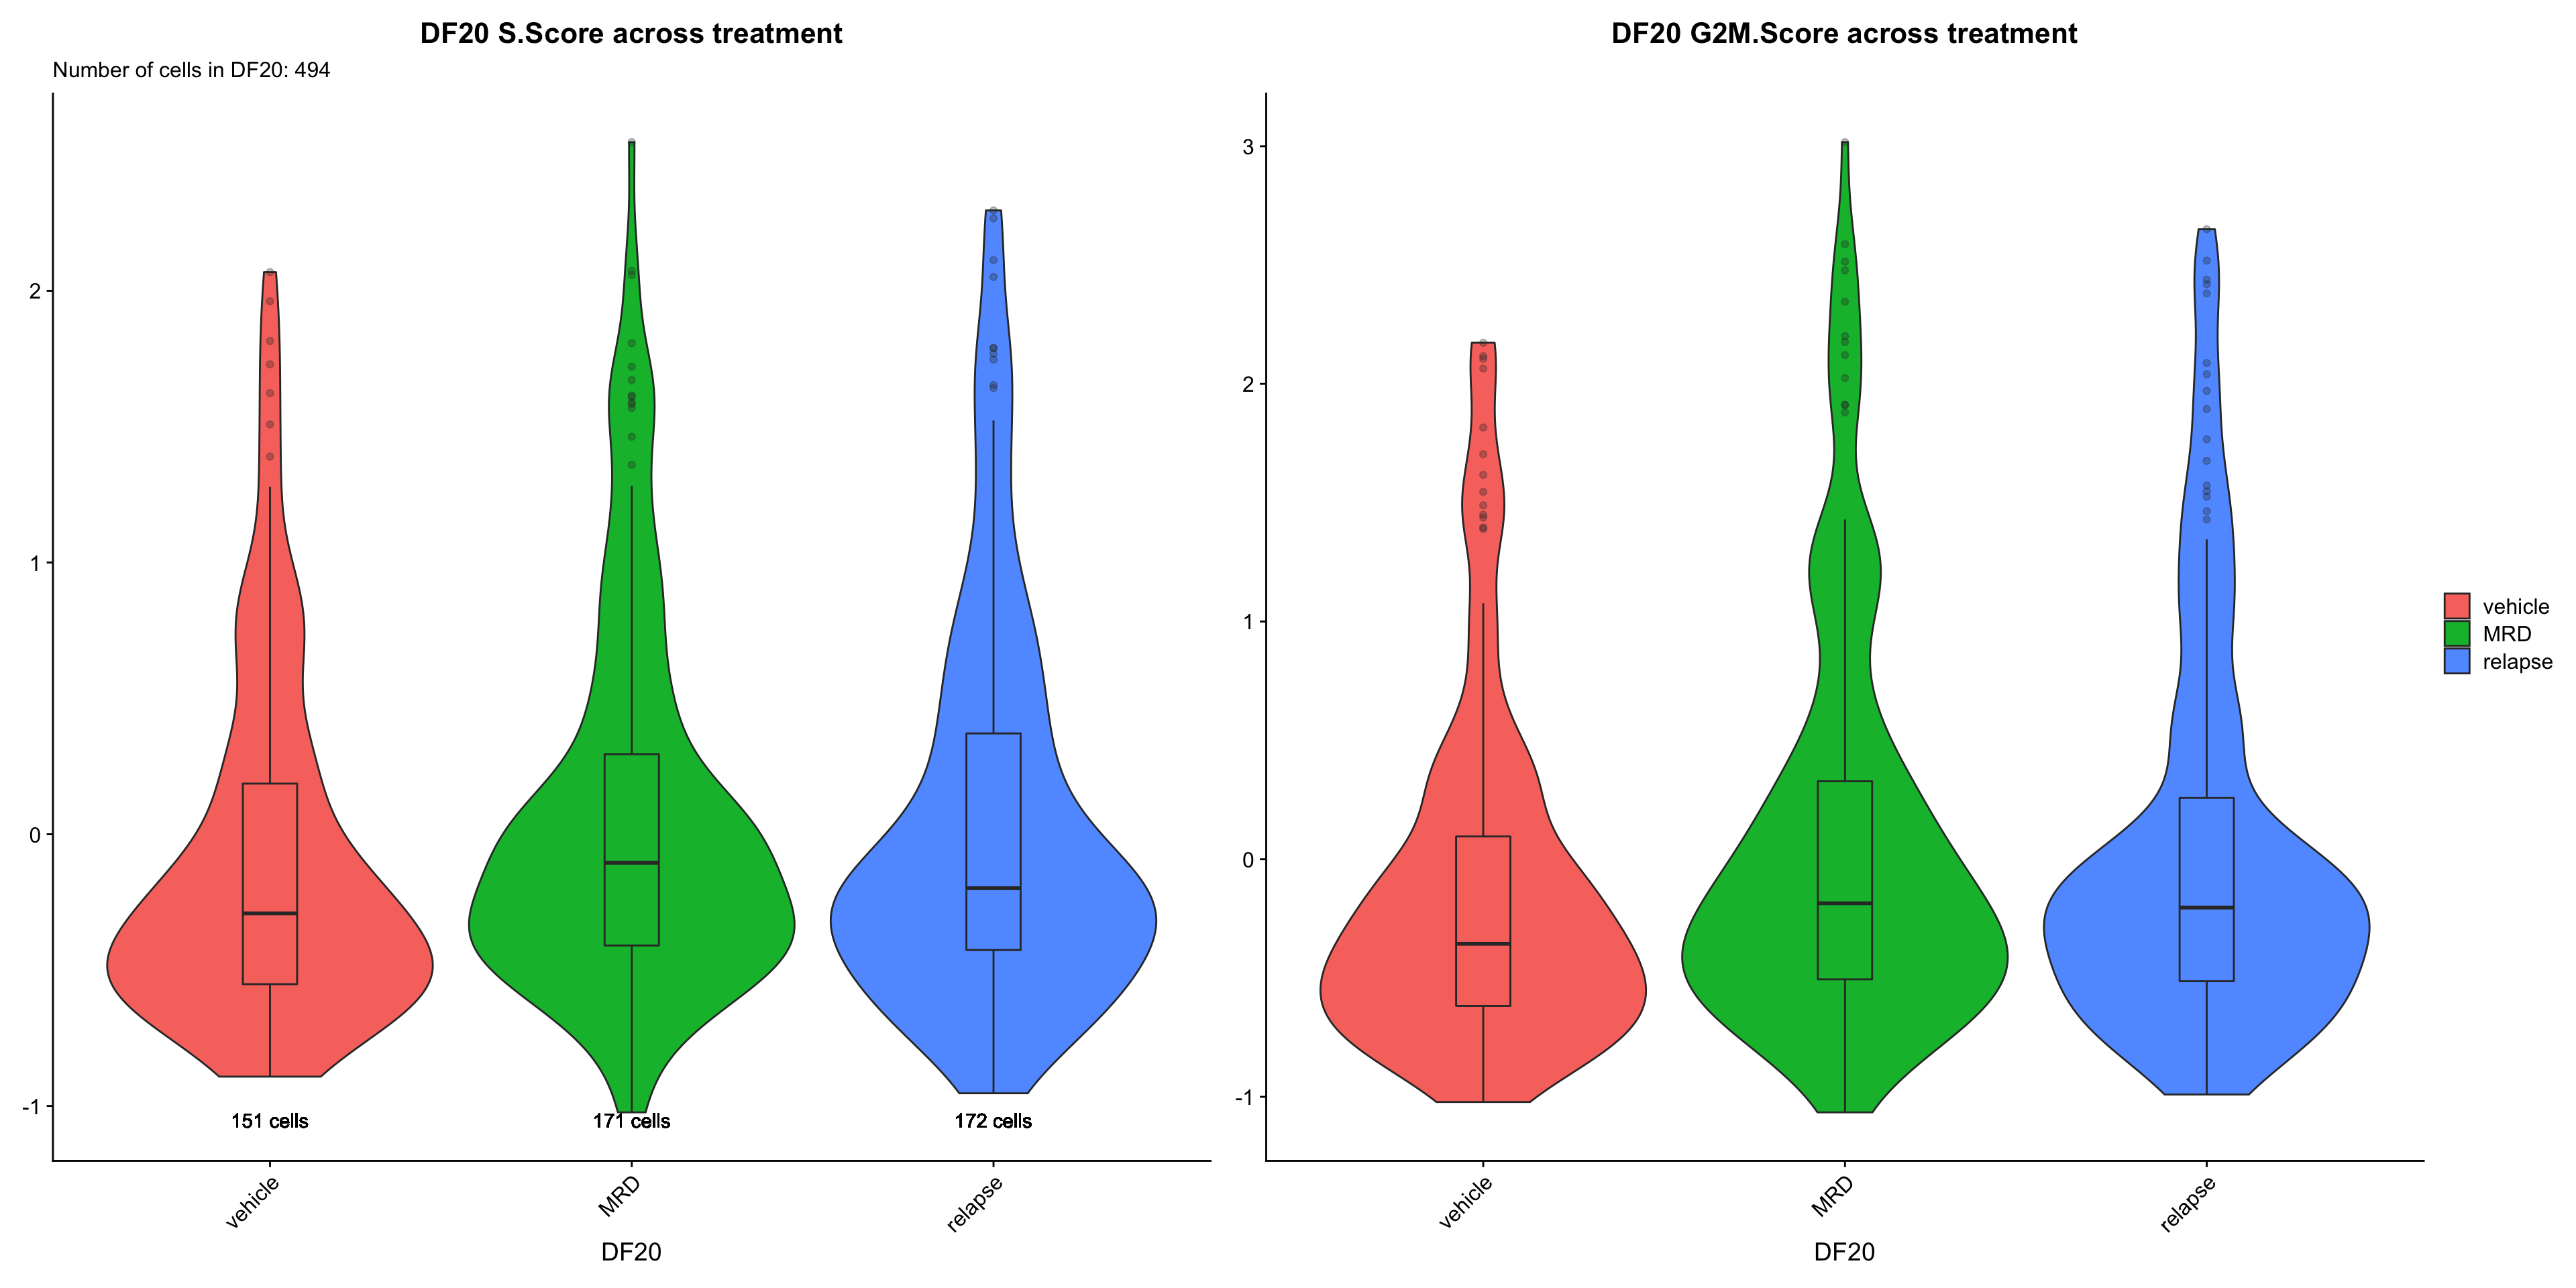 DF20 S.Score across treatment
Number of cells in DF20: 494
2
1
0
-1
151 cells
171 cells
172 cells
vehicle
MRD
relapse
DF20
DF20 G2M.Score across treatment
3
2
1
0
-1
vehicle
MRD
relapse
DF20
vehicle
MRD
relapse